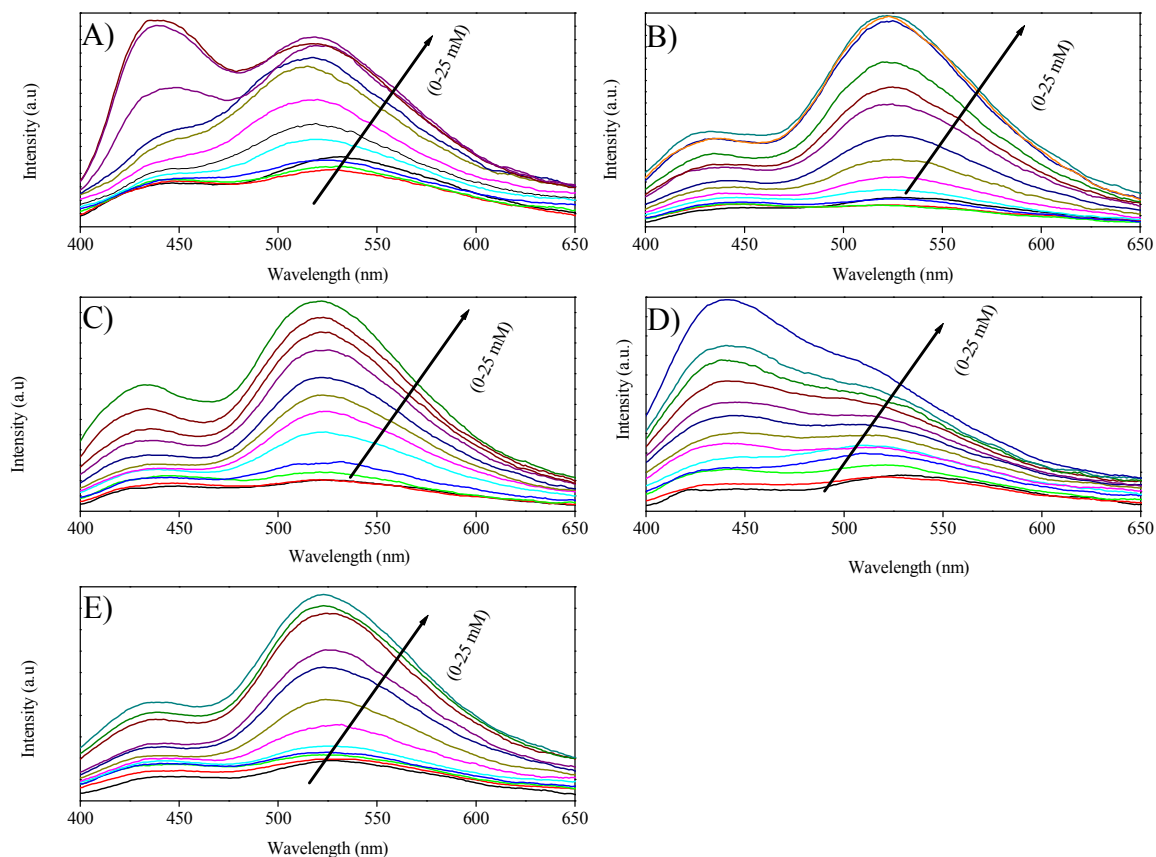 A)
Intensity (a.u)
(0-25 mM)
400 450 500 550 600 650
Wavelength (nm)
B)
Intensity (a.u.)
(0-25 mM)
400 450 500 550 600 650
Wavelength (nm)
C)
Intensity (a.u)
(0-25 mM)
400 450 500 550 600 650
Wavelength (nm)
D)
Intensity (a.u.)
(0-25 mM)
400 450 500 550 600 650
Wavelength (nm)
E)
Intensity (a.u)
(0-25 mM)
400 450 500 550 600 650
Wavelength (nm)